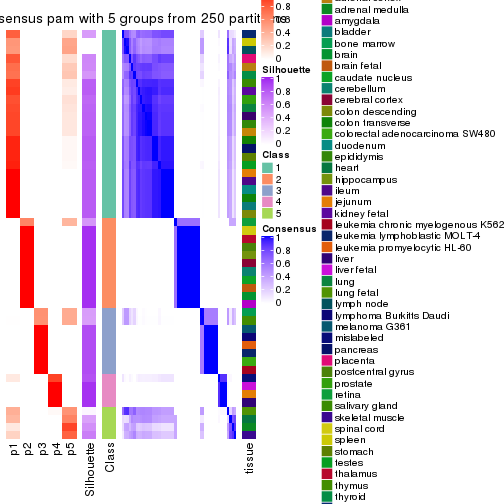 sensus pam with 5 groups from 250 partit
0.8
0.6
0.4
0.2
0
Silhouette
1
0.8
0.6
0.4
0.2
0
Class
1
2
3
4
5
Consensus
1
0.8
0.6
0.4
0.2
0
p1
p2
p3
p4
p5
Silhouette
Class
tissue
adrenal medulla
amygdala
bladder
bone marrow
brain
brain fetal
caudate nucleus
cerebellum
cerebral cortex
colon descending
colon transverse
colorectal adenocarcinoma SW480
duodenum
epididymis
heart
hippocampus
ileum
jejunum
kidney fetal
leukemia chronic myelogenous K562
leukemia lymphoblastic MOLT-4
leukemia promyelocytic HL-60
liver
liver fetal
lung
lung fetal
lymph node
lymphoma Burkitts Daudi
melanoma G361
mislabeled
pancreas
placenta
postcentral gyrus
prostate
retina
salivary gland
skeletal muscle
spinal cord
spleen
stomach
testes
thalamus
thymus
thyroid